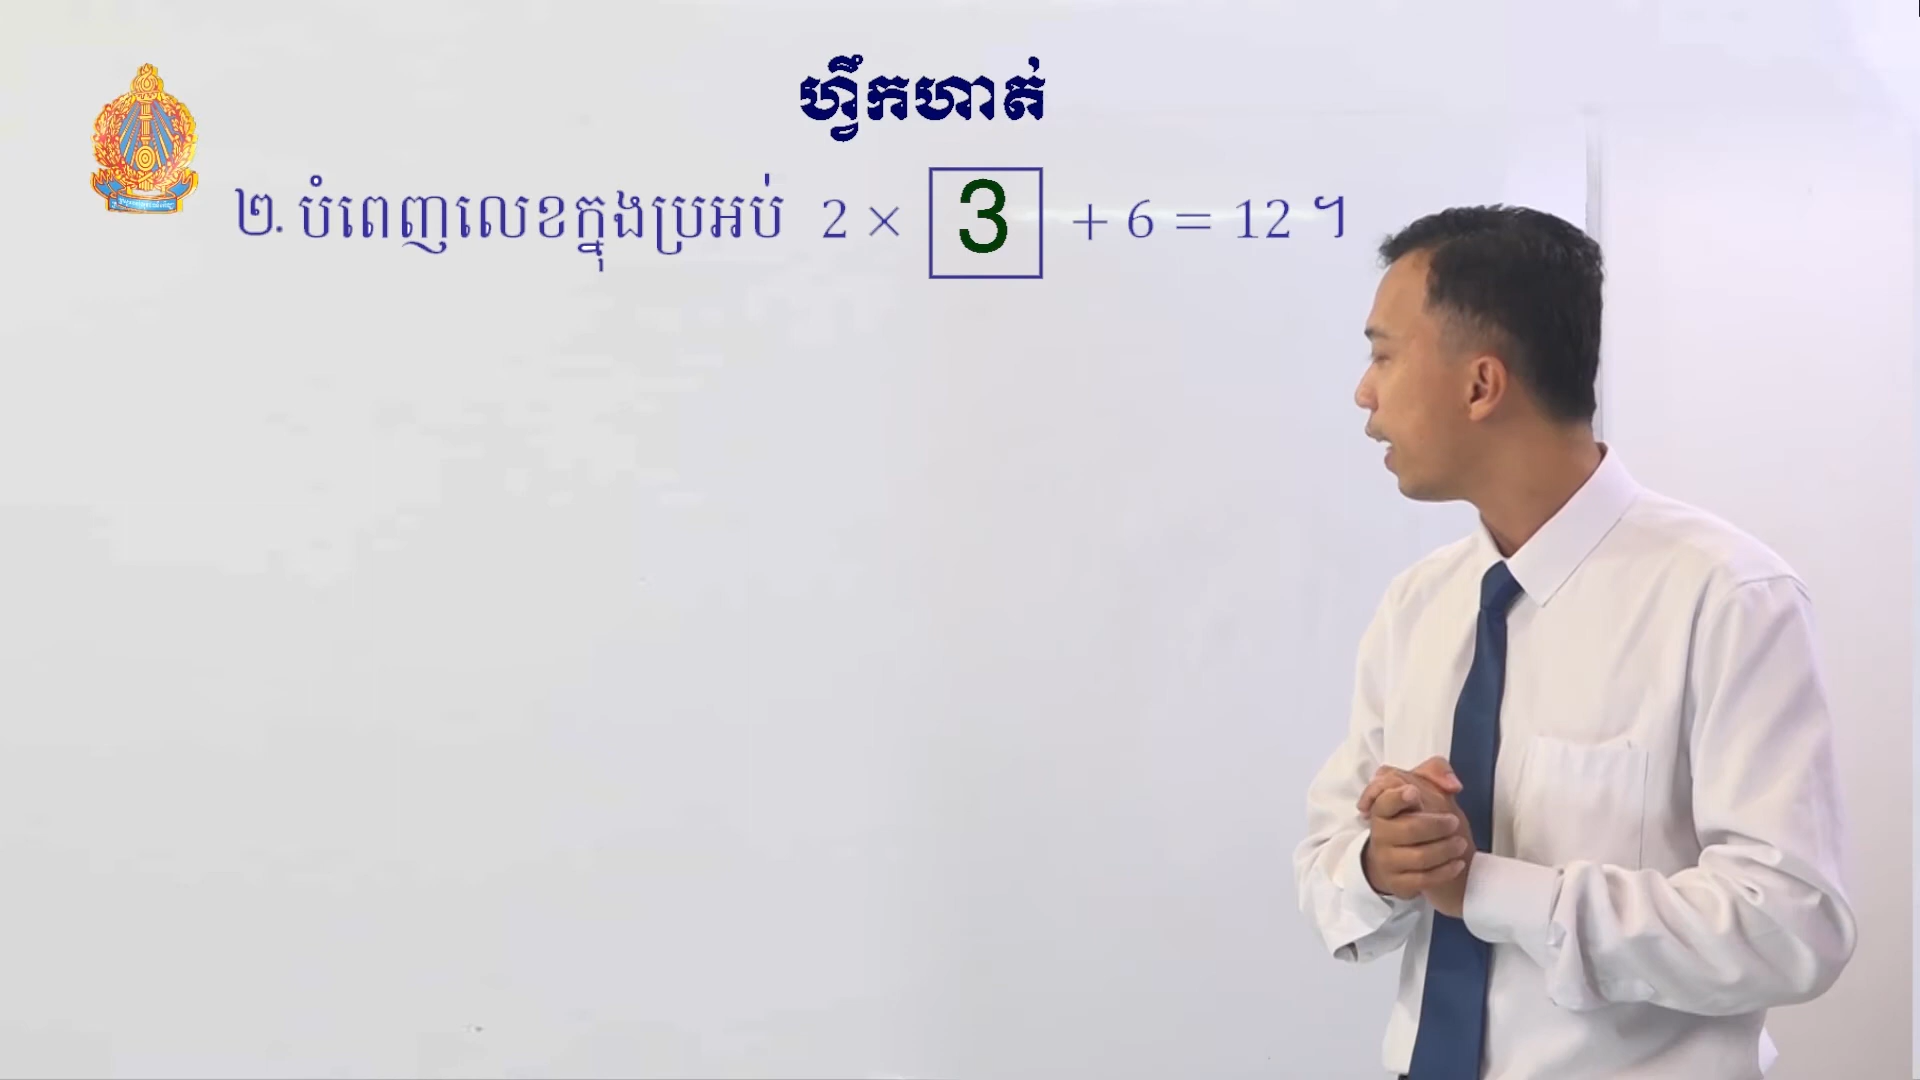 ហ្វឹកហាត់
២. បំពេញលេខក្នុងប្រអប់ 2 × 3 + 6 = 12 ។